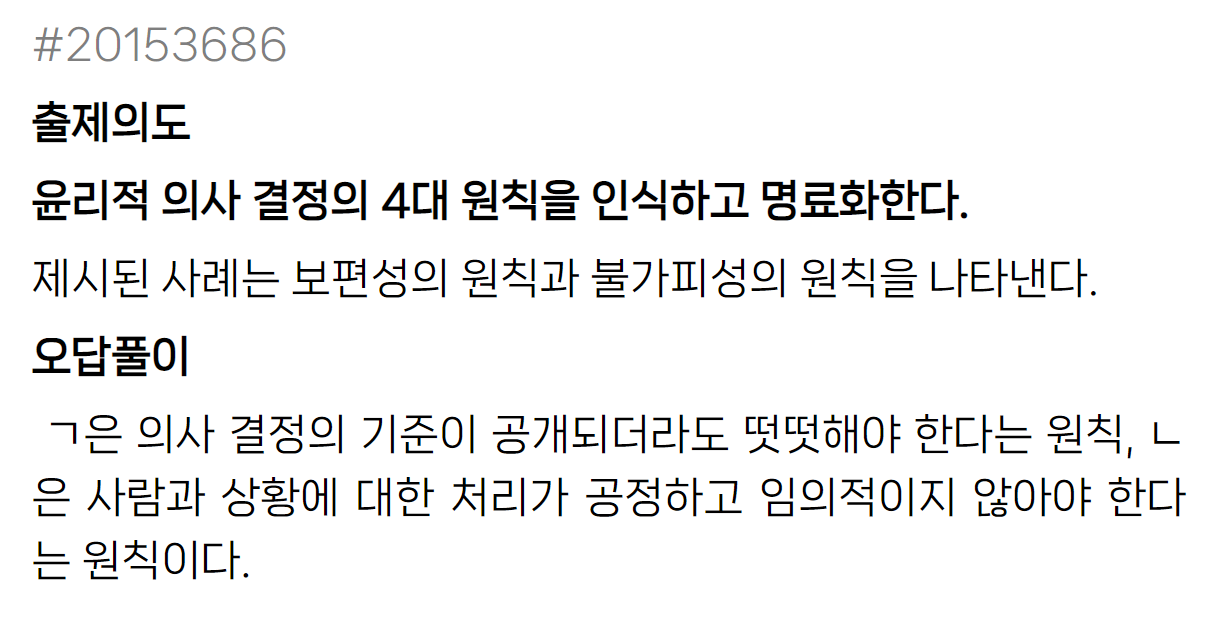 #20153686
출제의도
윤리적 의사 결정의 4대 원칙을 인식하고 명료화한다.
제시된 사례는 보편성의 원칙과 불가피성의 원칙을 나타낸다.
오답풀이
ㄱ은 의사 결정의 기준이 공개되더라도 떳떳해야 한다는 원칙, ㄴ
은 사람과 상황에 대한 처리가 공정하고 임의적이지 않아야 한다
는 원칙이다.